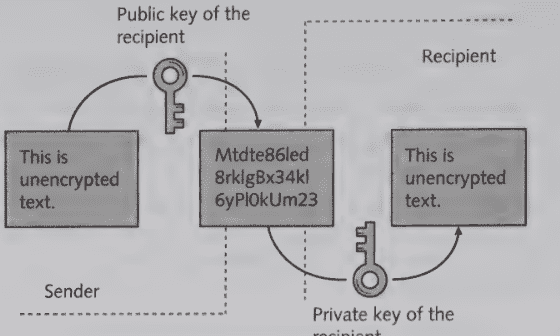 Public key of the
recipient
Recipient
This is
unencrypted
text.
Mtdte86led
8rklgBx34kl
6yPl0kUm23
This is
unencrypted
text.
Sender
Private key of the
recipient